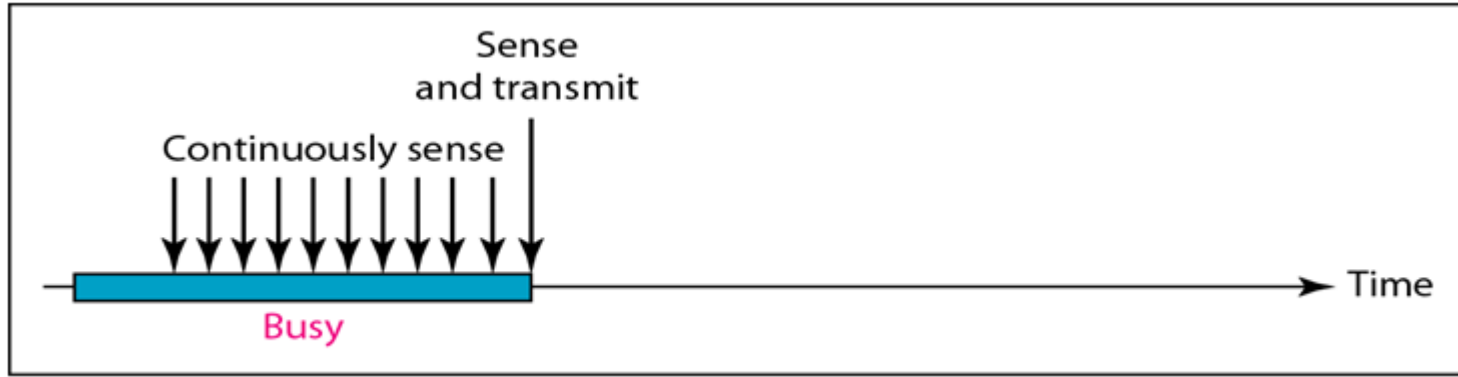 Sense
and transmit
Continuously sense
Time
Busy